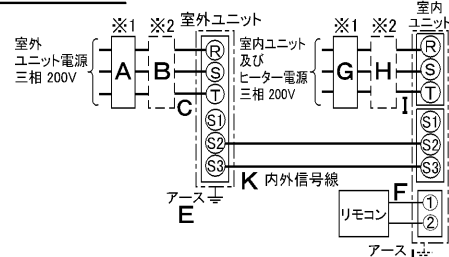 ※1 ※2 室外ユニット
室外
ユニット電源
三相 200V
A
B
C
R
S
T
S1
S2
S3
アース
E
※1 ※2
室内
ユニット
室内ユニット
及び
ヒーター電源
三相 200V
G
H
I
R
S
T
S1
S2
S3
K 内外信号線
F
リモコン
①
②
アース